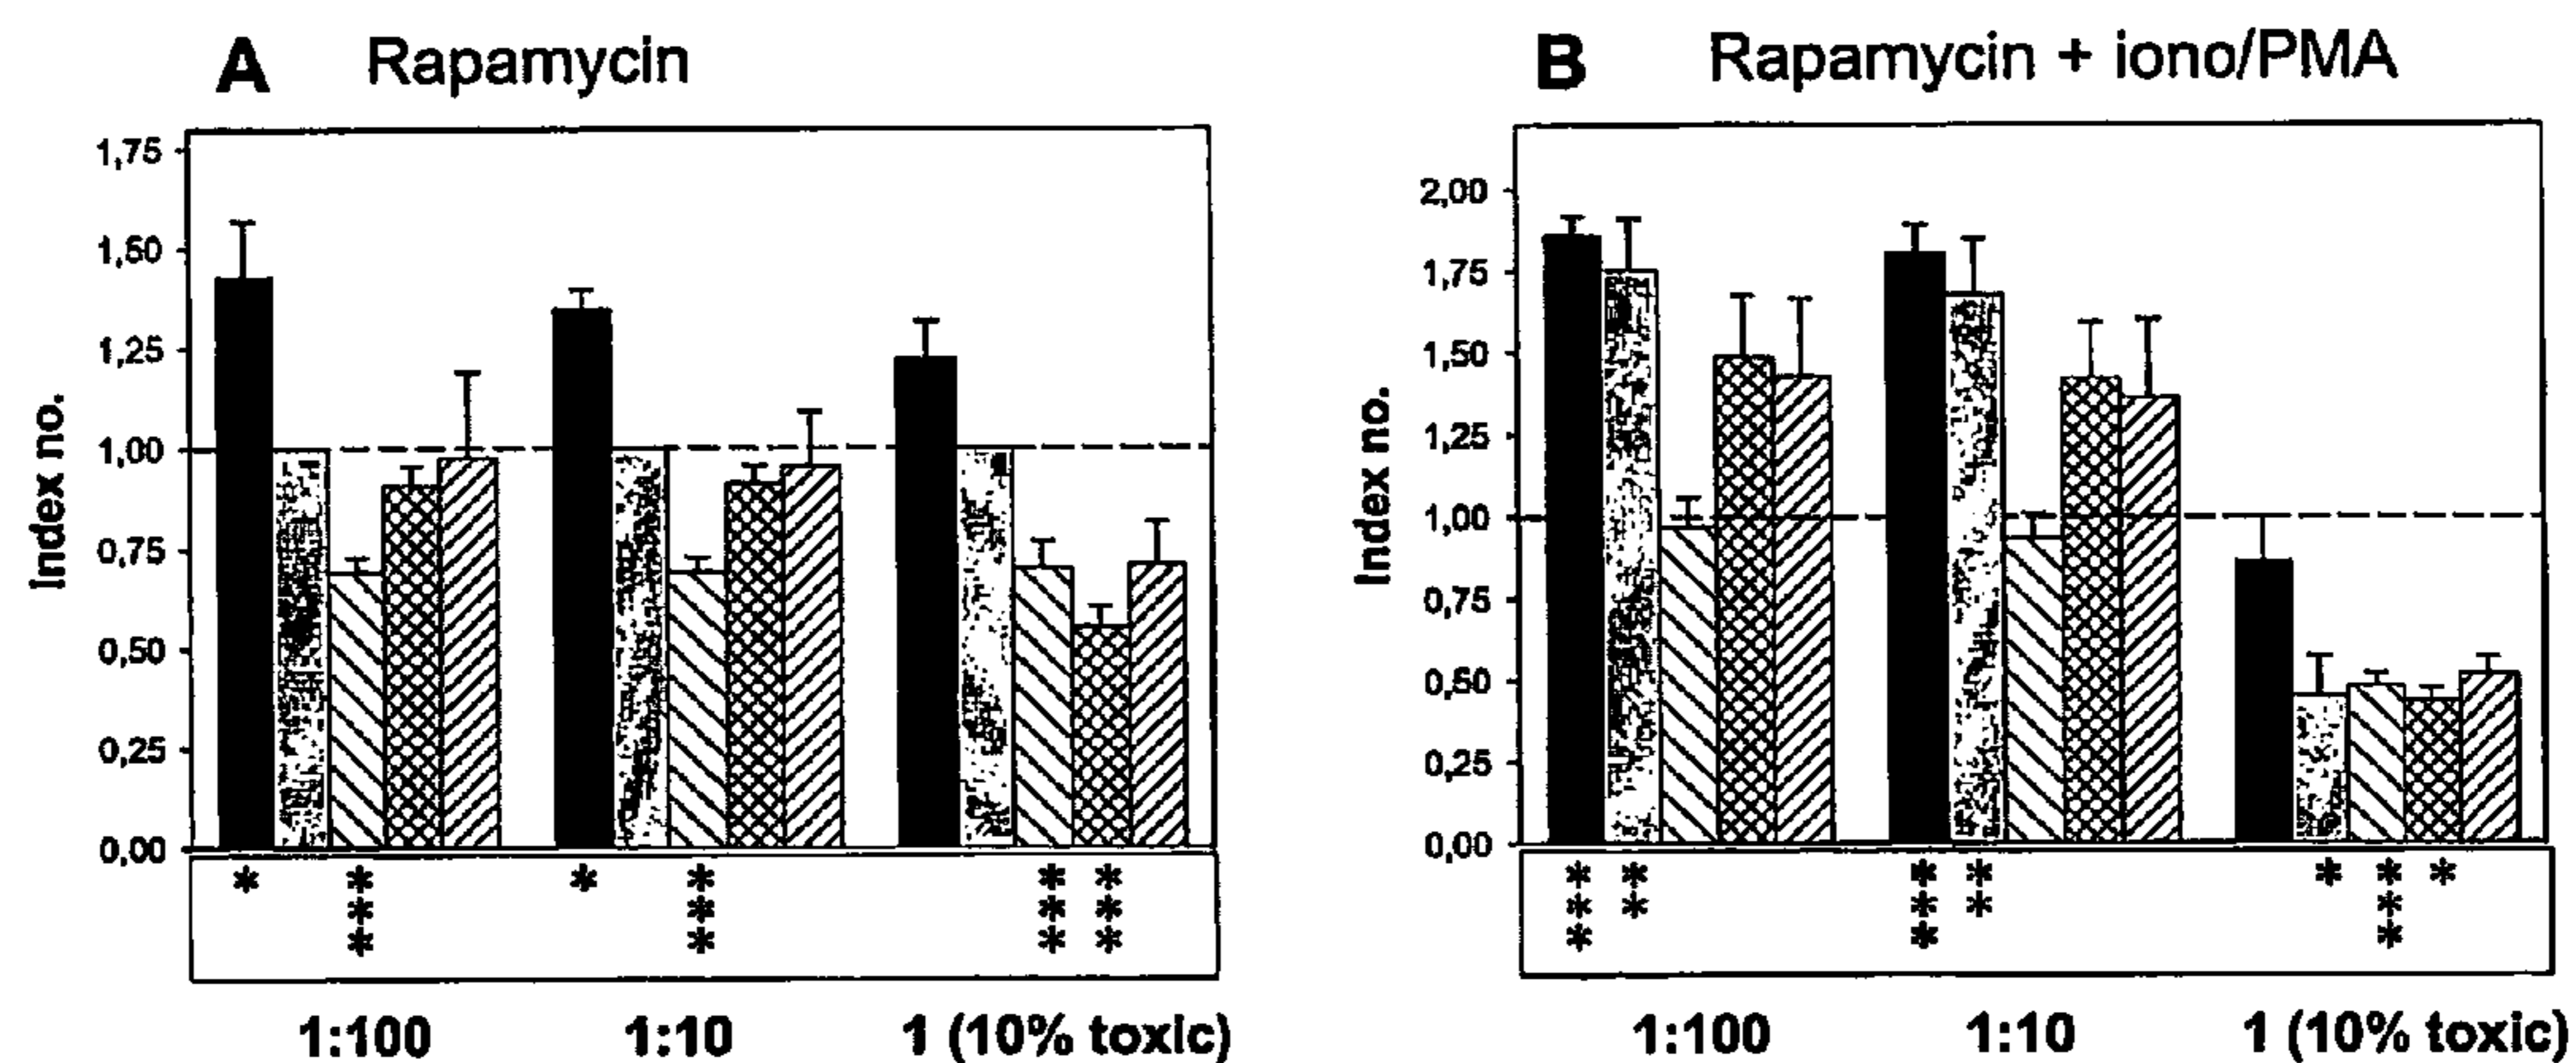 A Rapamycin
Index no.
1,75
1,50
1,25
1,00
0,75
0,50
0,25
0,00
* *** * *** *** ***
1:100 1:10 1 (10% toxic)
B Rapamycin + iono/PMA
Index no.
2,00
1,75
1,50
1,25
1,00
0,75
0,50
0,25
0,00
*** ** *** ** * *** *
1:100 1:10 1 (10% toxic)